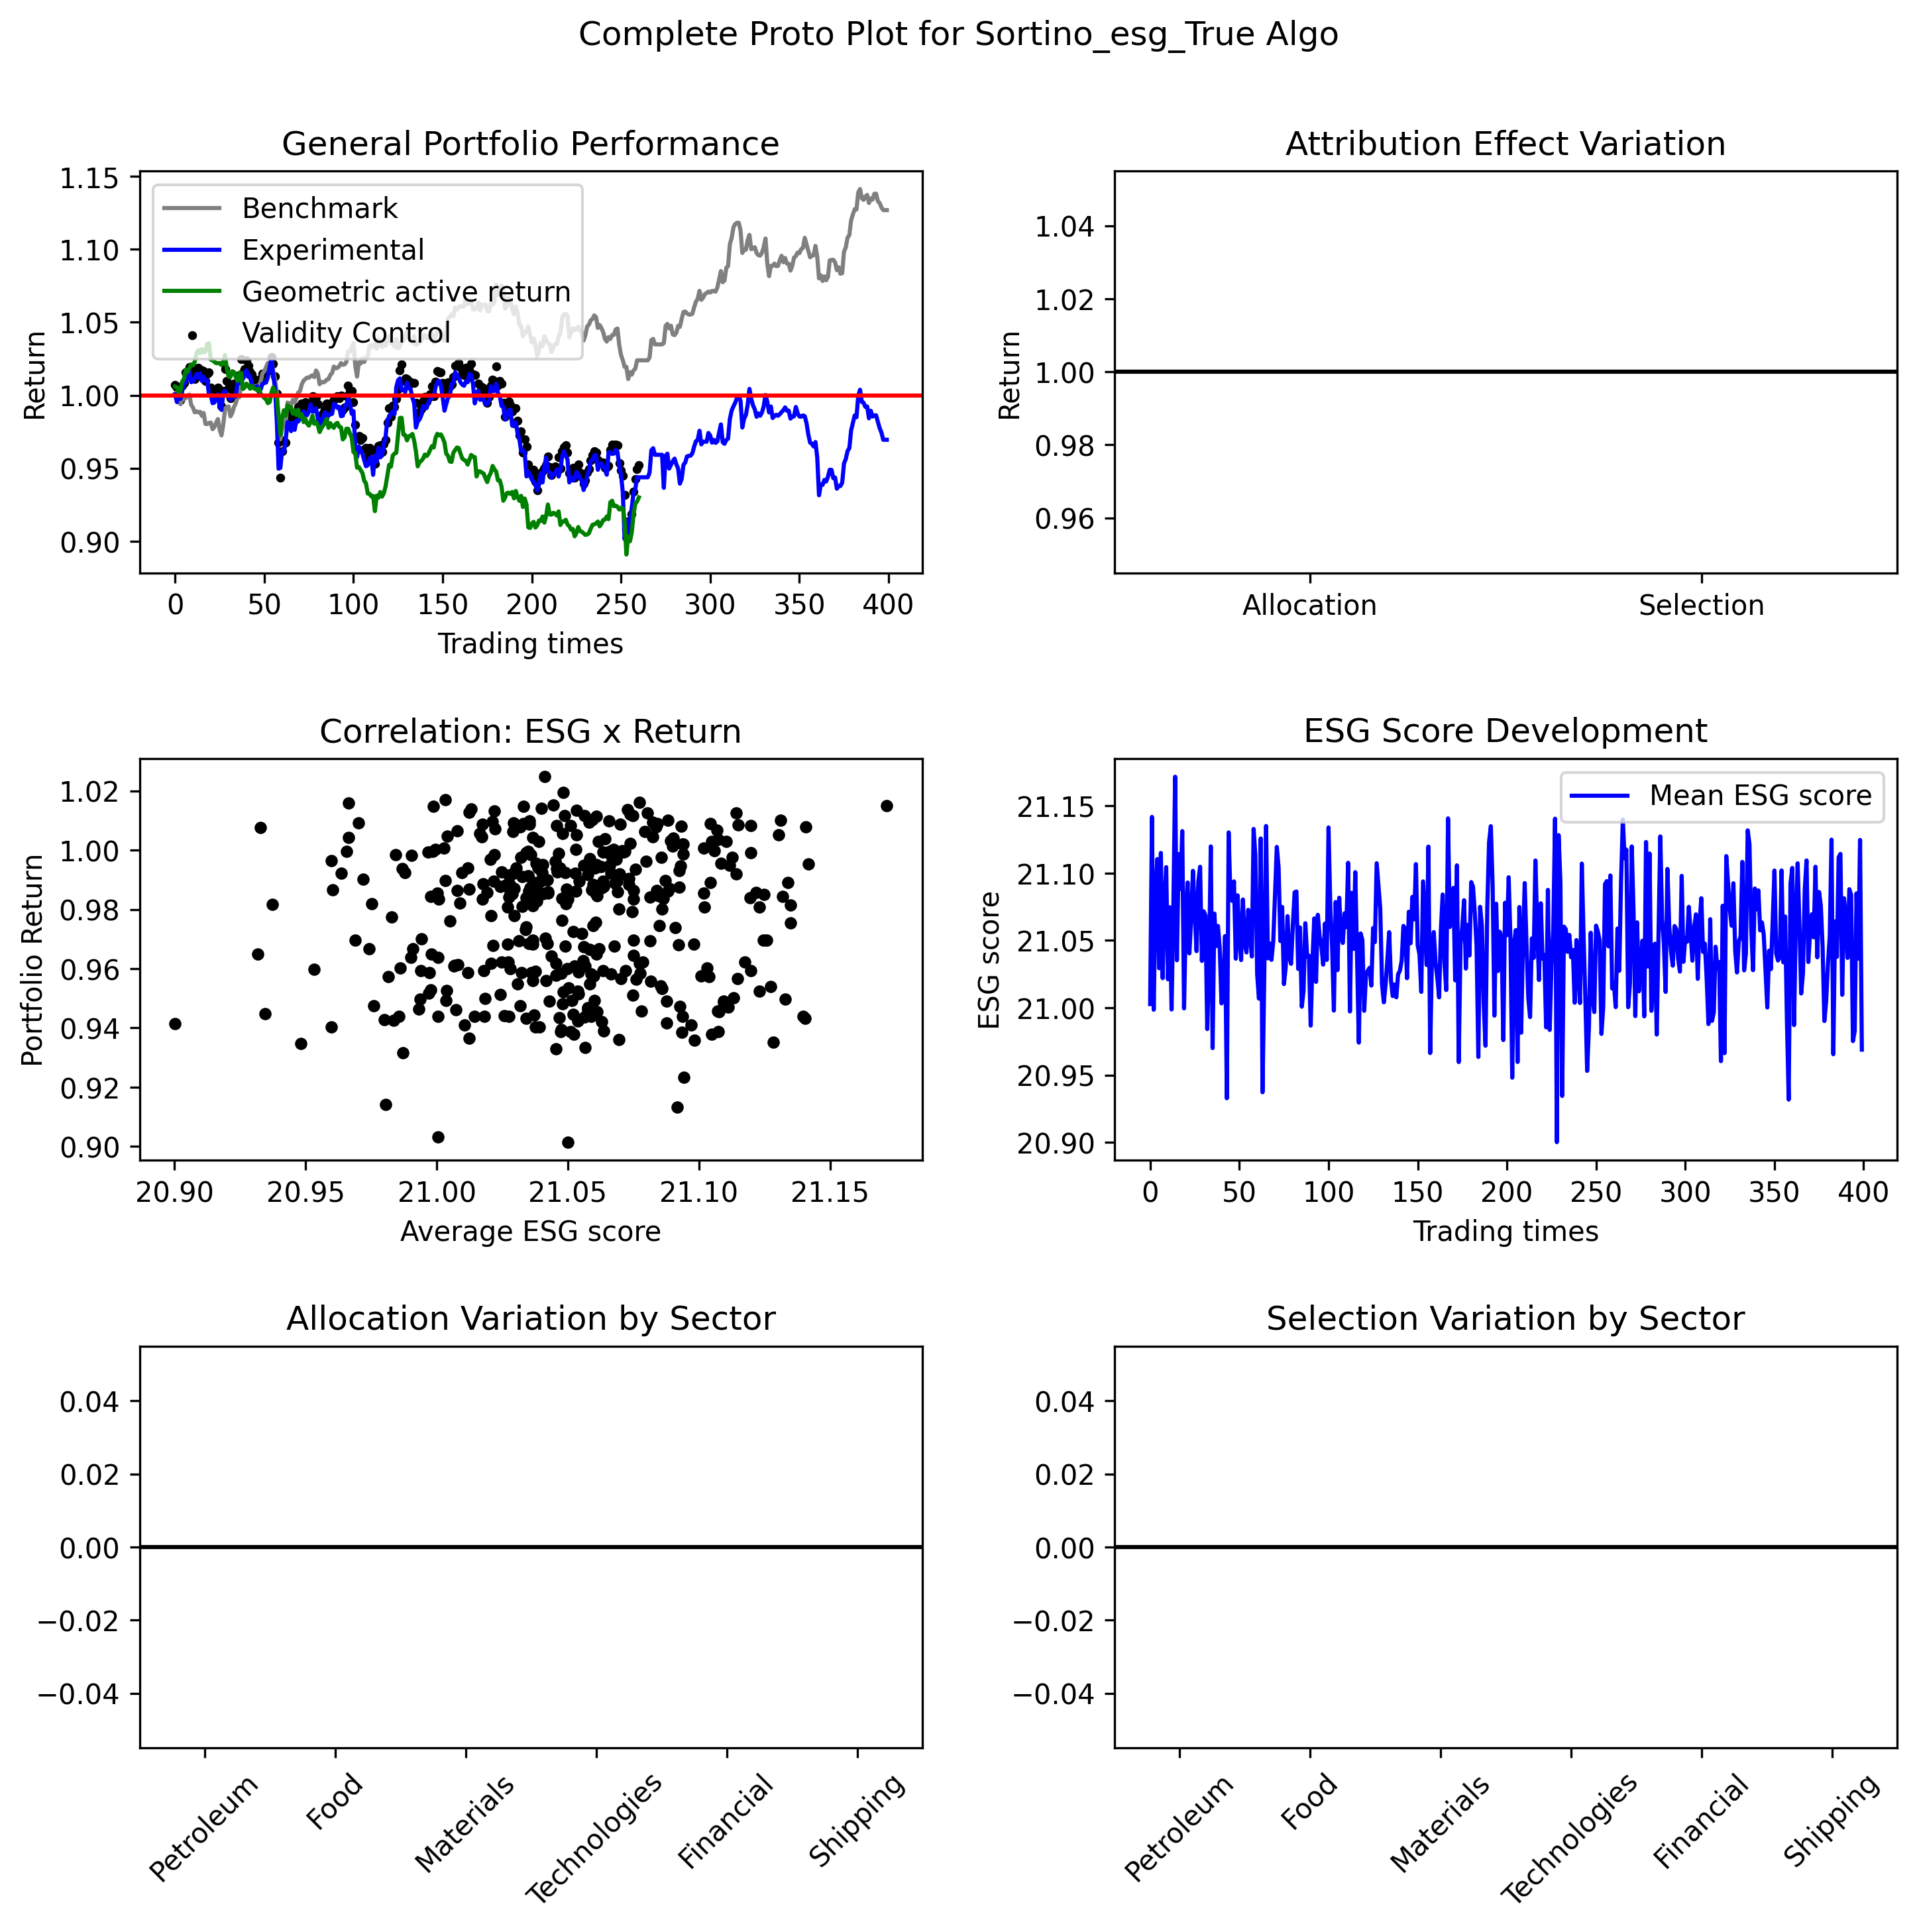 Complete Proto Plot for Sortino_esg_True Algo
General Portfolio Performance
1.15
1.10
1.05
1.00
0.95
0.90
Return
Benchmark
Experimental
Geometric active return
Validity Control
0 50 100 150 200 250 300 350 400
Trading times
Attribution Effect Variation
1.04
1.02
1.00
0.98
0.96
Return
Allocation Selection
Correlation: ESG x Return
1.02
1.00
0.98
0.96
0.94
0.92
0.90
Portfolio Return
20.90 20.95 21.00 21.05 21.10 21.15
Average ESG score
ESG Score Development
21.15
21.10
21.05
21.00
20.95
20.90
ESG score
Mean ESG score
0 50 100 150 200 250 300 350 400
Trading times
Allocation Variation by Sector
0.04
0.02
0.00
−0.02
−0.04
Petroleum
Food
Materials
Technologies
Financial
Shipping
Selection Variation by Sector
0.04
0.02
0.00
−0.02
−0.04
Petroleum
Food
Materials
Technologies
Financial
Shipping